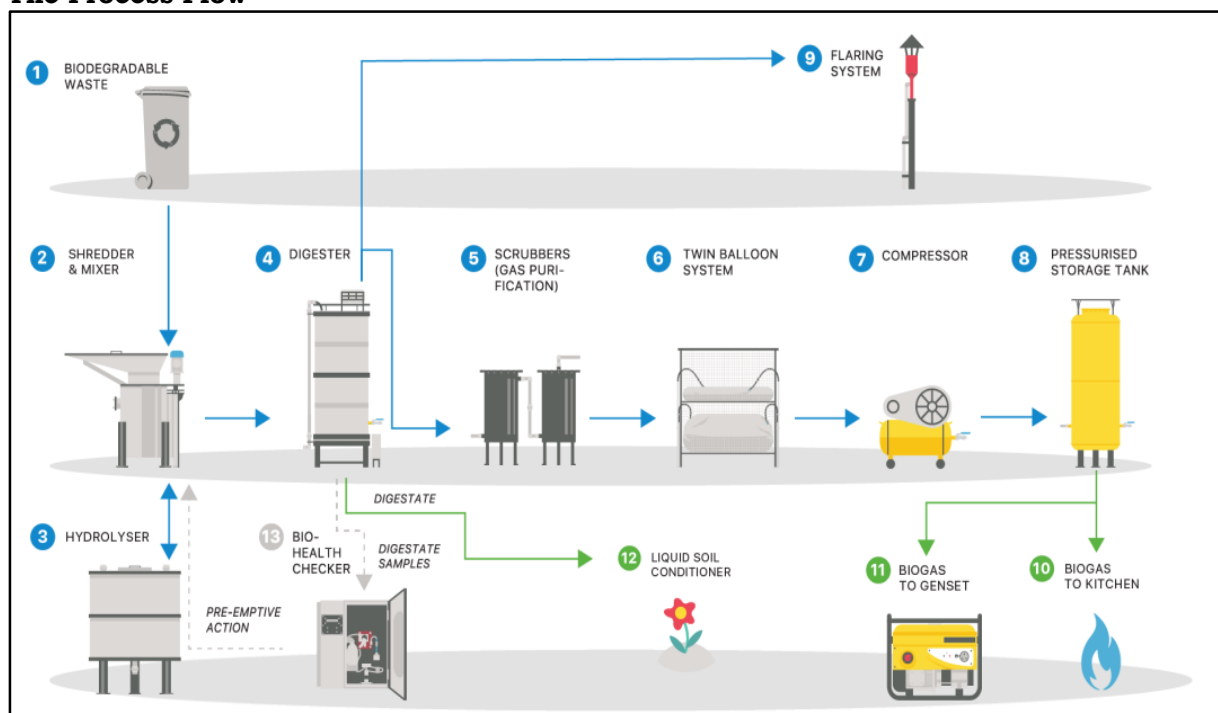 The Process Flow
1 BIODEGRADABLE
WASTE
9 FLARING
SYSTEM
2 SHREDDER
& MIXER
4 DIGESTER
5 SCRUBBERS
(GAS PURI-
FICATION)
6 TWIN BALLOON
SYSTEM
7 COMPRESSOR
8 PRESSURISED
STORAGE TANK
DIGESTATE
3 HYDROLYSER
13 BIO-
HEALTH
CHECKER
DIGESTATE
SAMPLES
12 LIQUID SOIL
CONDITIONER
11 BIOGAS
TO GENSET
10 BIOGAS
TO KITCHEN
PRE-EMPTIVE
ACTION